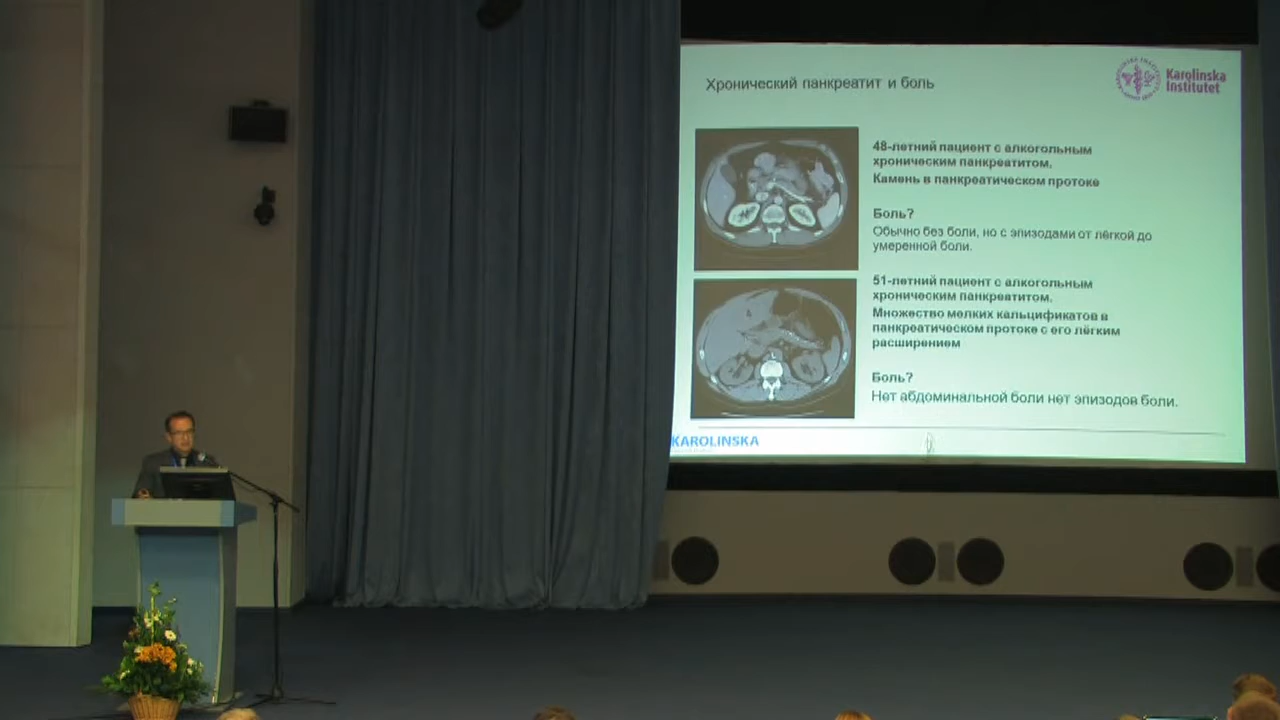 Хронический панкреатит и боль
Karolinska
Institutet
48-летний пациент с алкогольным
хроническим панкреатитом.
Камень в панкреатическом протоке
Боль?
Обычно без боли, но с эпизодами от лёгкой до
умеренной боли.
51-летний пациент с алкогольным
хроническим панкреатитом.
Множество мелких кальцификатов в
панкреатическом протоке с его лёгким
расширением
Боль?
Нет абдоминальной боли нет эпизодов боли.
KAROLINSKA